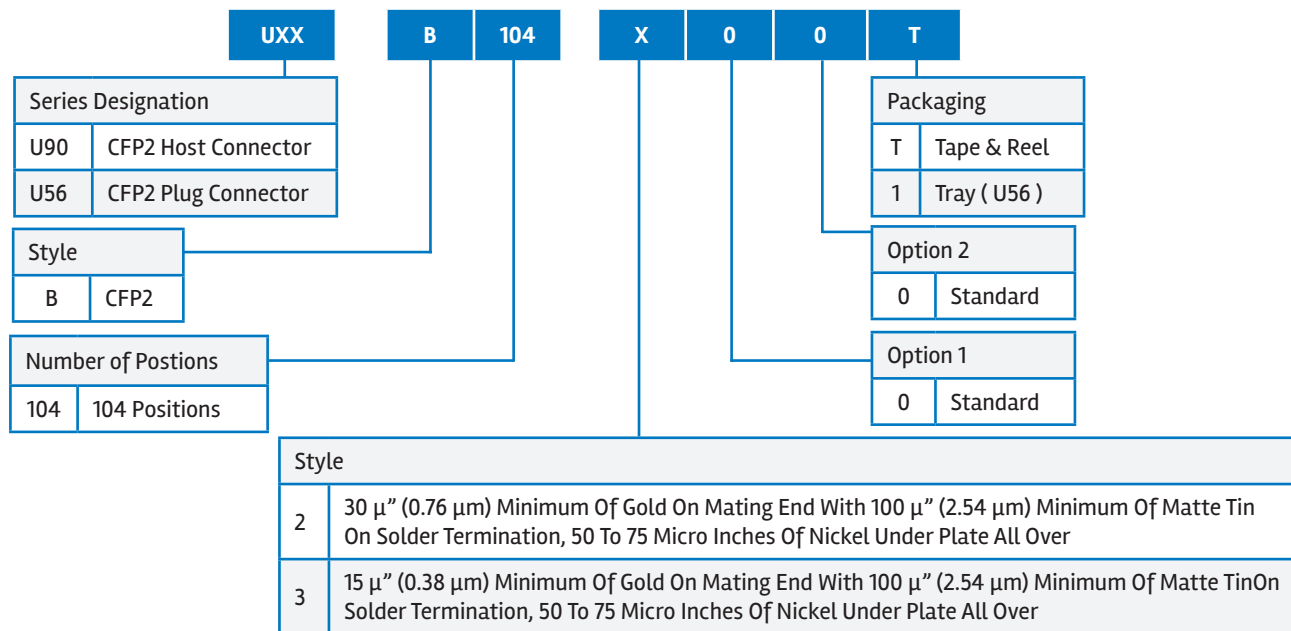 UXX B 104 X 0 0 T
Series Designation
U90 CFP2 Host Connector
U56 CFP2 Plug Connector
Packaging
T Tape & Reel
1 Tray ( U56 )
Style
B CFP2
Option 2
0 Standard
Number of Postions
104 104 Positions
Option 1
0 Standard
Style
2 30 µ” (0.76 µm) Minimum Of Gold On Mating End With 100 µ” (2.54 µm) Minimum Of Matte Tin
On Solder Termination, 50 To 75 Micro Inches Of Nickel Under Plate All Over
3 15 µ” (0.38 µm) Minimum Of Gold On Mating End With 100 µ” (2.54 µm) Minimum Of Matte TinOn
Solder Termination, 50 To 75 Micro Inches Of Nickel Under Plate All Over